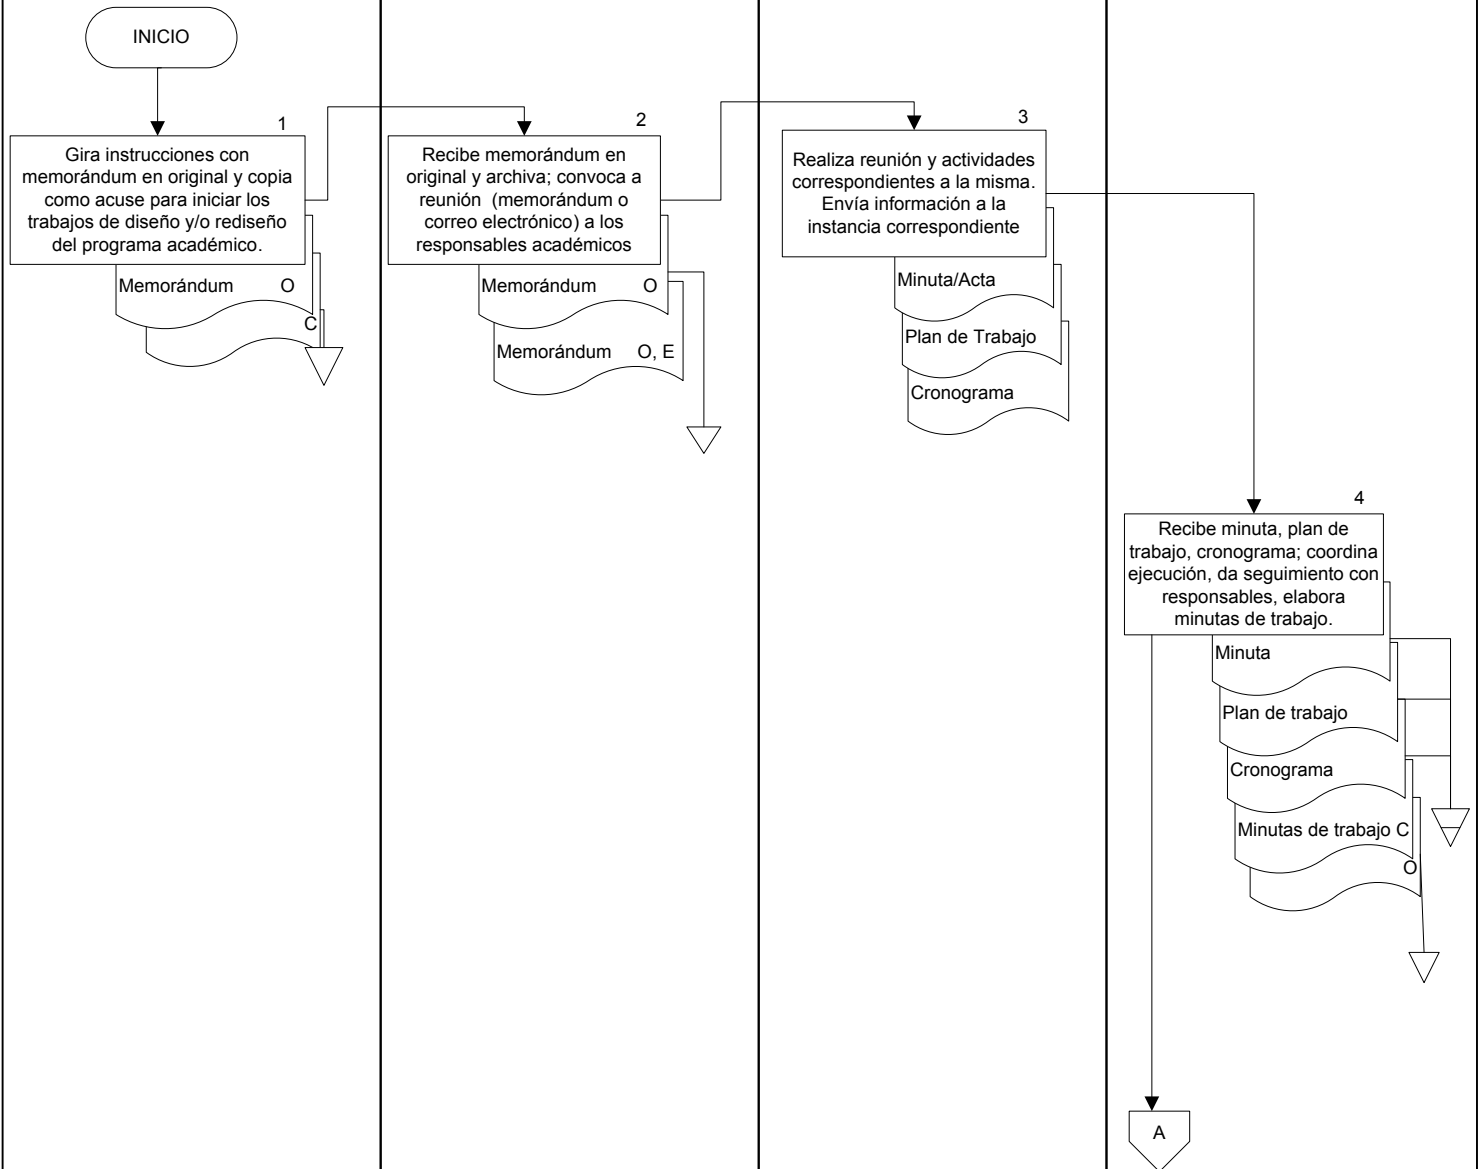 INICIO
1
Gira instrucciones con
memorándum en original y copia
como acuse para iniciar los
trabajos de diseño y/o rediseño
del programa académico.
Memorándum O
C
2
Recibe memorándum en
original y archiva; convoca a
reunión (memorándum o
correo electrónico) a los
responsables académicos
Memorándum O
Memorándum O, E
3
Realiza reunión y actividades
correspondientes a la misma.
Envía información a la
instancia correspondiente
Minuta/Acta
Plan de Trabajo
Cronograma
4
Recibe minuta, plan de
trabajo, cronograma; coordina
ejecución, da seguimiento con
responsables, elabora
minutas de trabajo.
Minuta
Plan de trabajo
Cronograma
Minutas de trabajo C
O
A